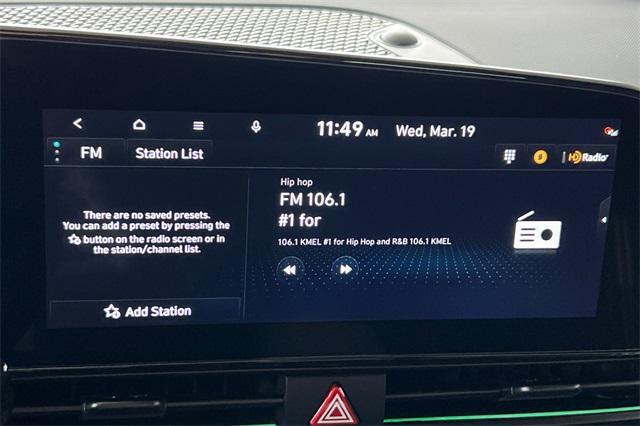 11:49 AM Wed, Mar. 19
FM Station List
HD Radio
Hip hop
FM 106.1
#1 for
106.1 KMEL #1 for Hip Hop and R&B 106.1 KMEL
There are no saved presets.
You can add a preset by pressing the
button on the radio screen or in
the station/channel list.
Add Station